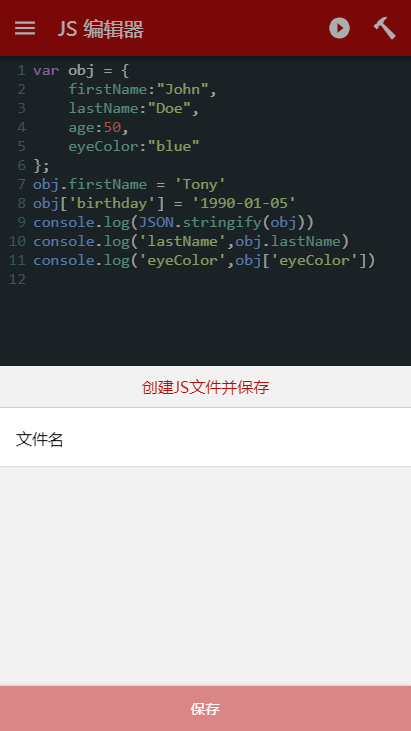 JS 编辑器
1 var obj = {
2     firstName:"John",
3     lastName:"Doe",
4     age:50,
5     eyeColor:"blue"
6 };
7 obj.firstName = 'Tony'
8 obj['birthday'] = '1990-01-05'
9 console.log(JSON.stringify(obj))
10 console.log('lastName',obj.lastName)
11 console.log('eyeColor',obj['eyeColor'])
12
创建JS文件并保存
文件名
保存